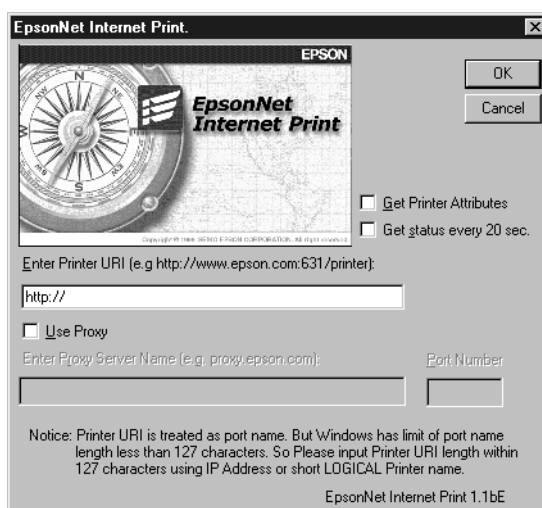 EpsonNet Internet Print.
EPSON
OK
EpsonNet
Internet Print
Cancel
N
W
E
S
Get Printer Attributes
Get status every 20 sec.
Enter Printer URI (e.g http://www.epson.com:631/printer):
http://
Use Proxy
Enter Proxy Server Name (e.g. proxy.epson.com):
Port Number
Notice: Printer URI is treated as port name. But Windows has limit of port name
length less than 127 characters. So Please input Printer URI length within
127 characters using IP Address or short LOGICAL Printer name.
EpsonNet Internet Print 1.1bE